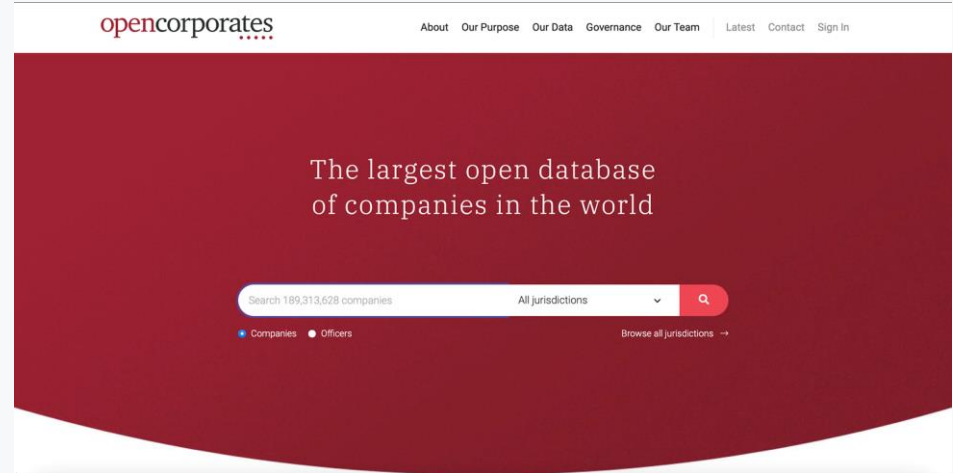 opencorporates
About Our Purpose Our Data Governance Our Team Latest Contact Sign In
The largest open database
of companies in the world
Search 189,313,628 companies All jurisdictions
Companies Officers Browse all jurisdictions →